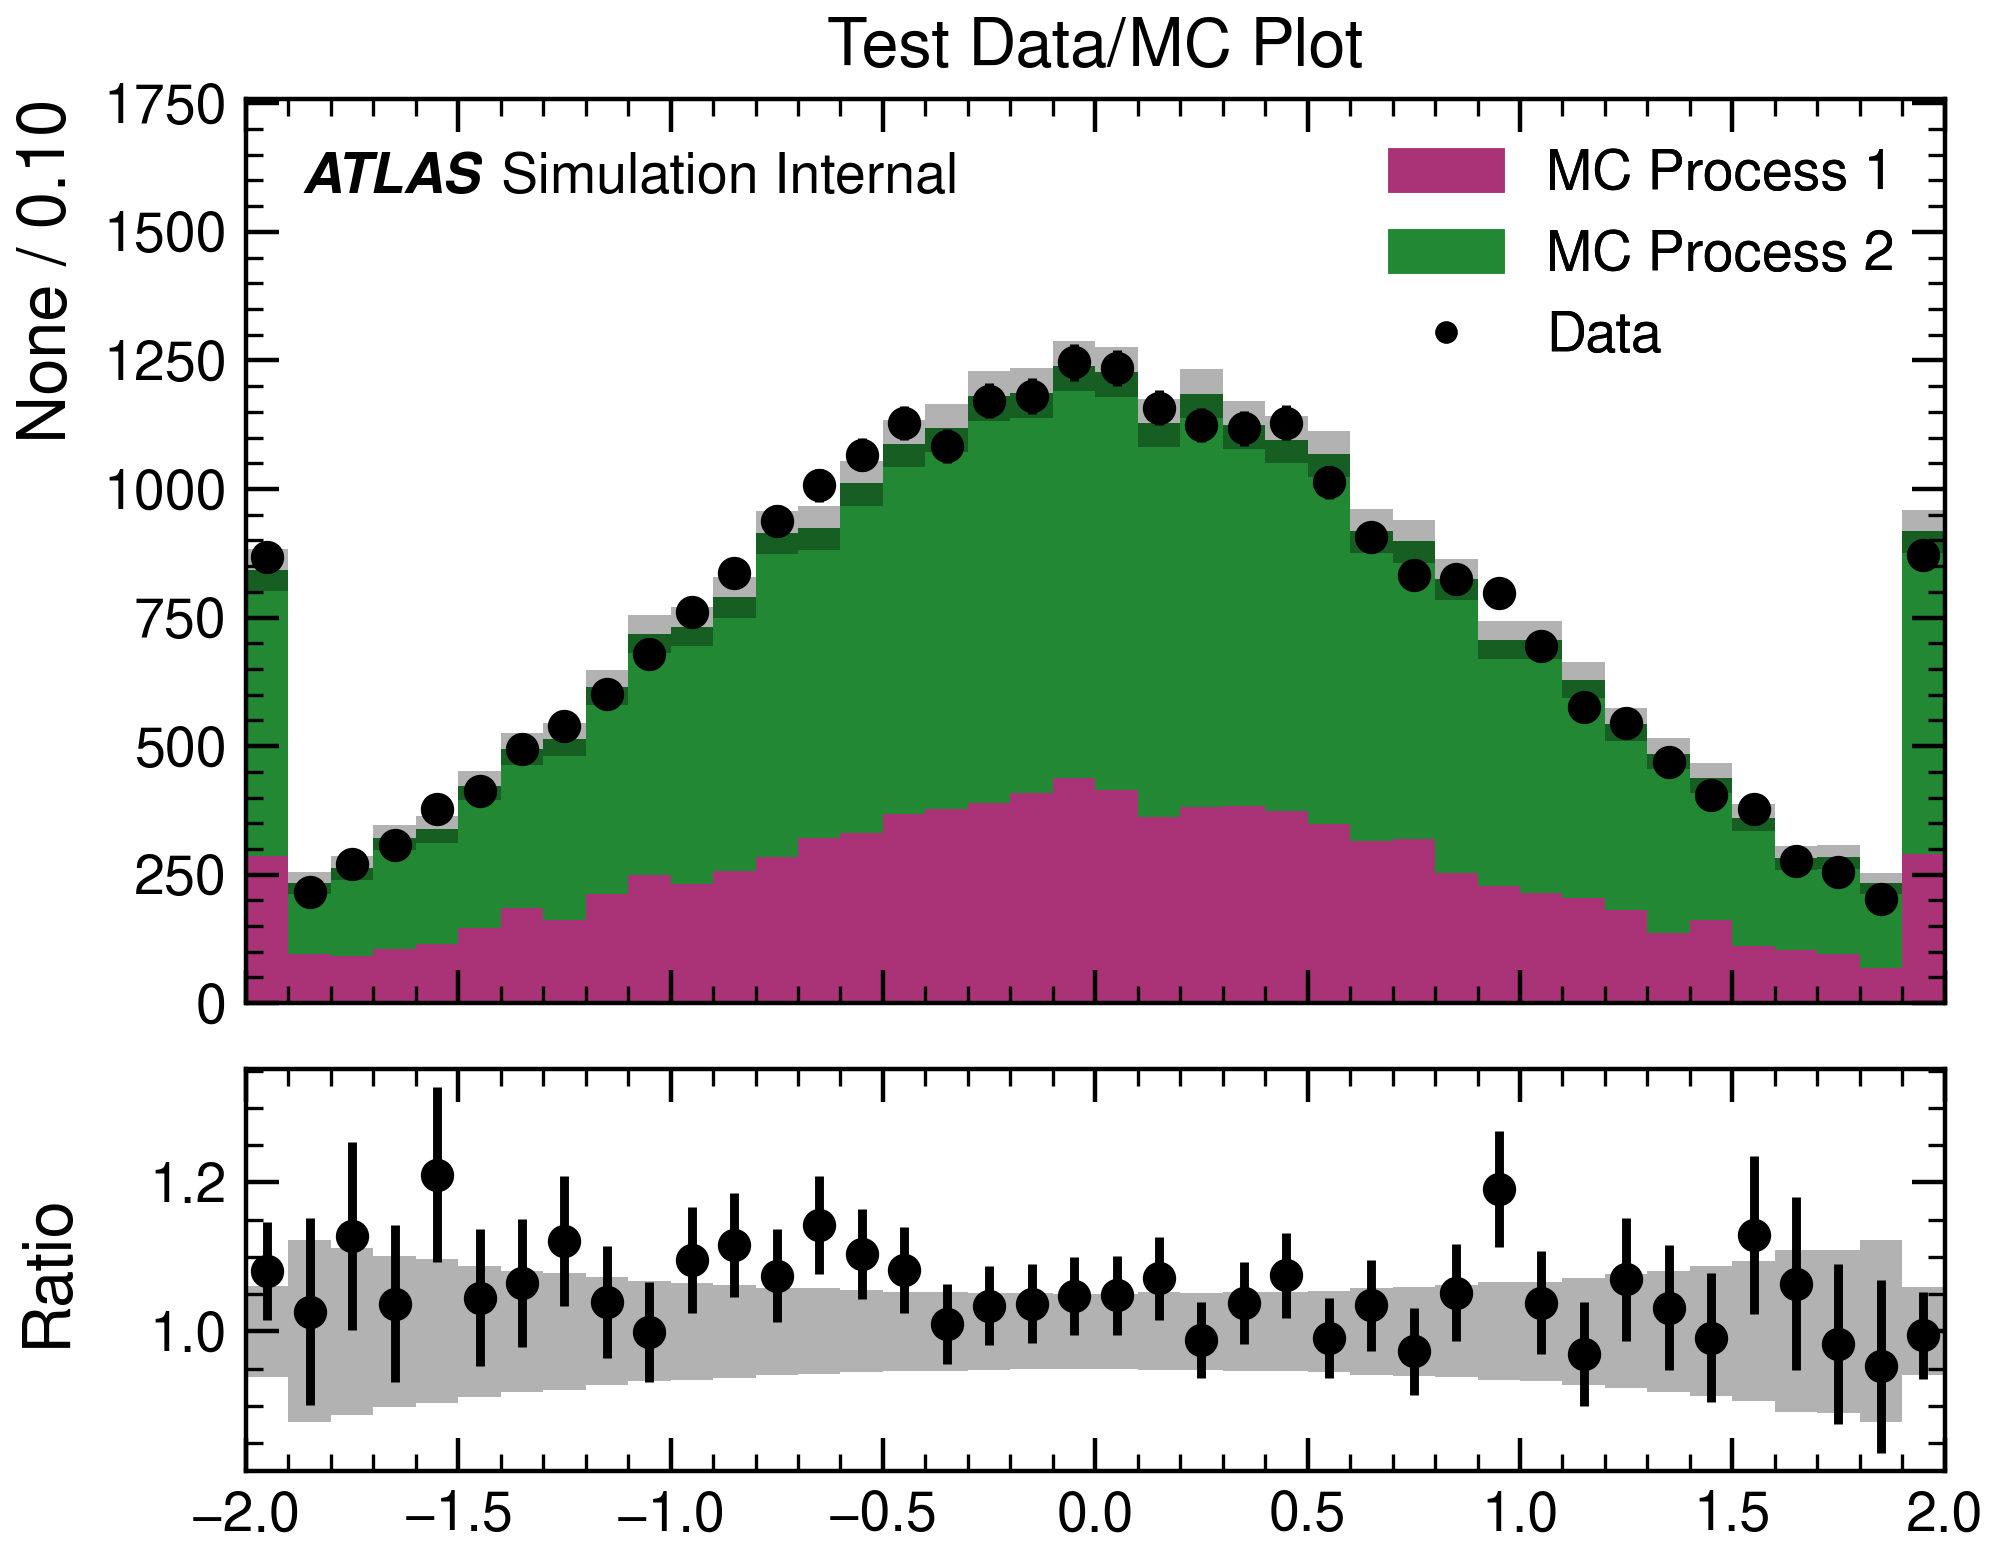 Test Data/MC Plot
None / 0.10
1750
1500
1250
1000
750
500
250
0
ATLAS Simulation Internal
MC Process 1
MC Process 2
Data
Ratio
1.2
1.0
−2.0 −1.5 −1.0 −0.5 0.0 0.5 1.0 1.5 2.0